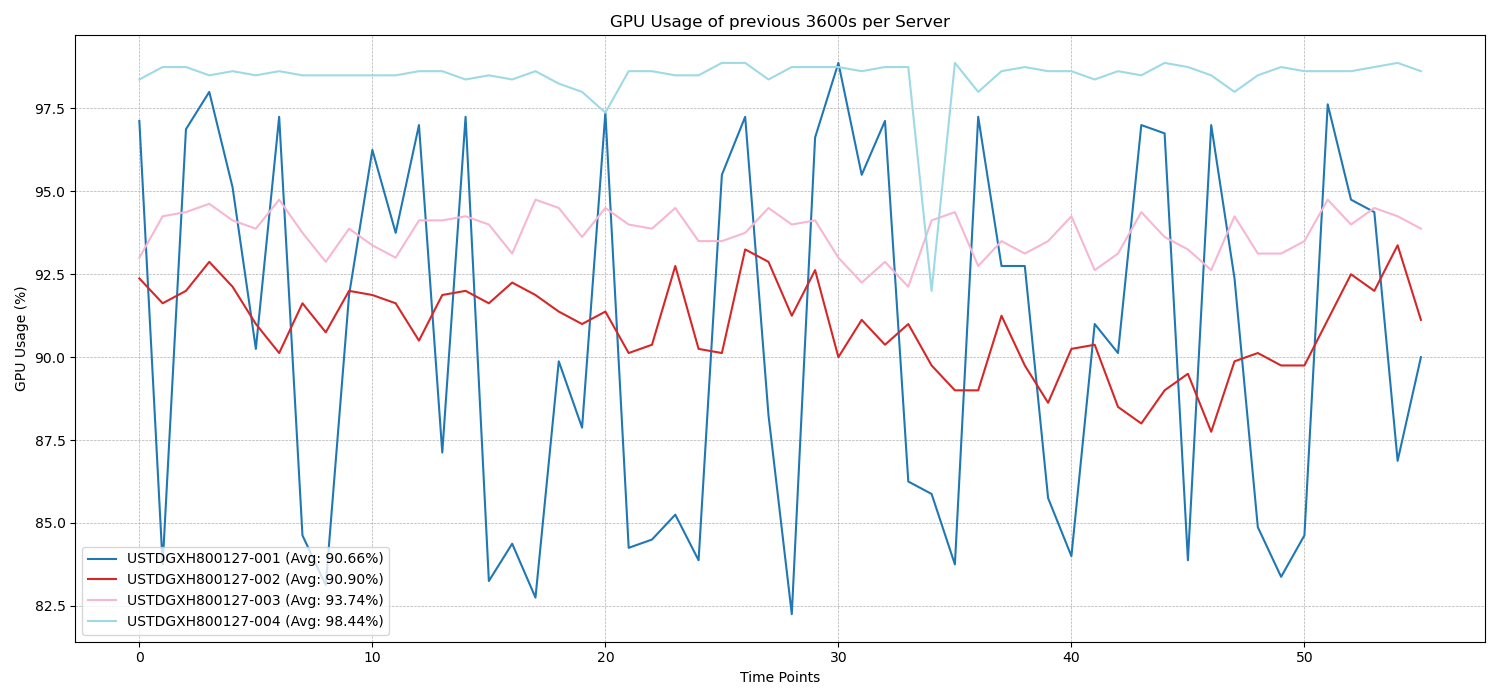 GPU Usage of previous 3600s per Server
GPU Usage (%)
97.5
95.0
92.5
90.0
87.5
85.0
82.5
USTDGXH800127-001 (Avg: 90.66%)
USTDGXH800127-002 (Avg: 90.90%)
USTDGXH800127-003 (Avg: 93.74%)
USTDGXH800127-004 (Avg: 98.44%)
0 10 20 30 40 50
Time Points